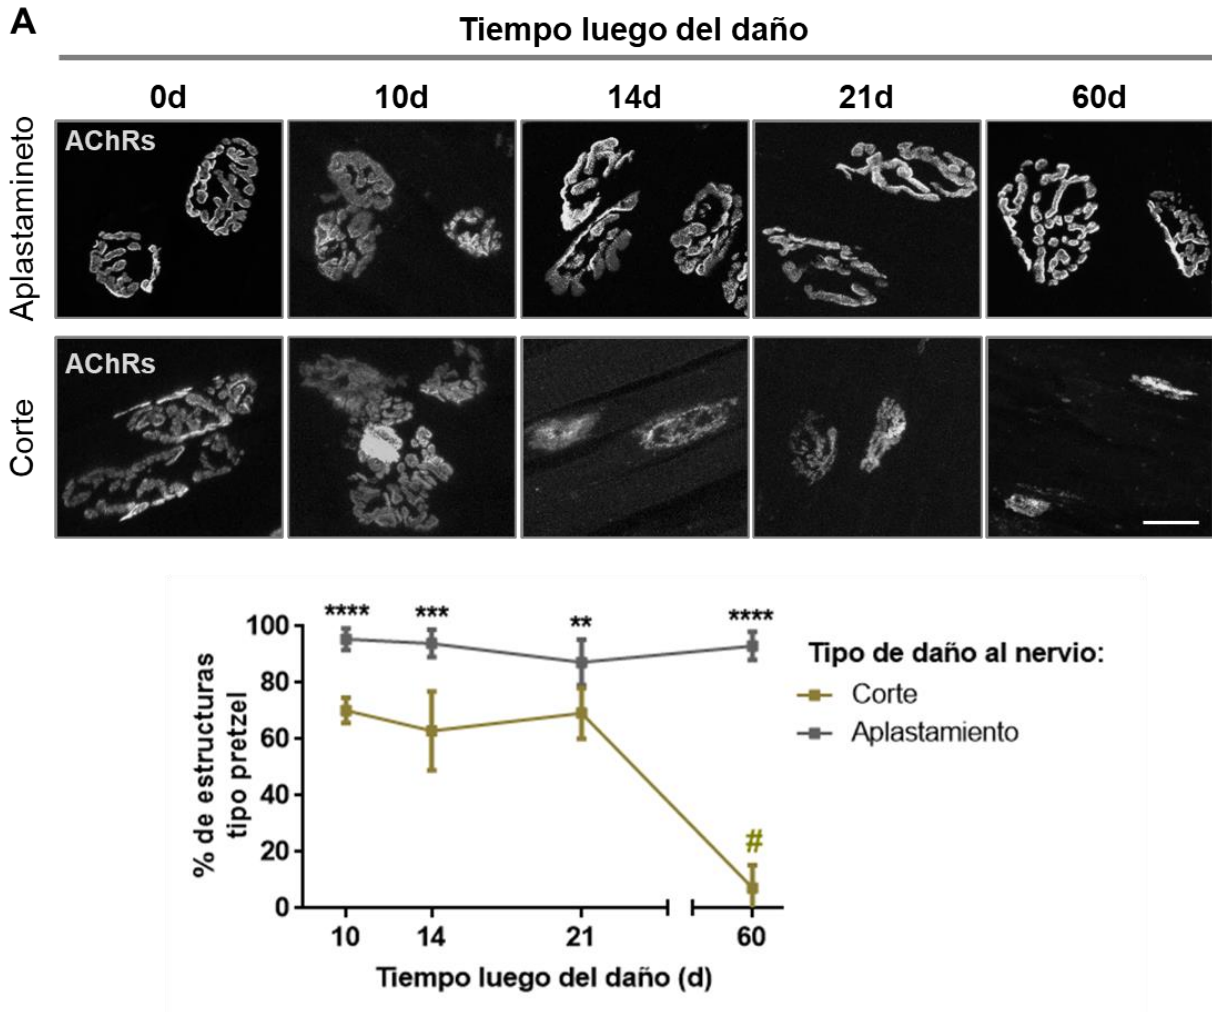 A
Tiempo luego del daño
0d 10d 14d 21d 60d
Aplastamineto
AChRs
Corte
AChRs
**** *** ** ****
100
80
60
40
20
0
% de estructuras
tipo pretzel
#
10 14 21 60
Tiempo luego del daño (d)
Tipo de daño al nervio:
Corte
Aplastamiento